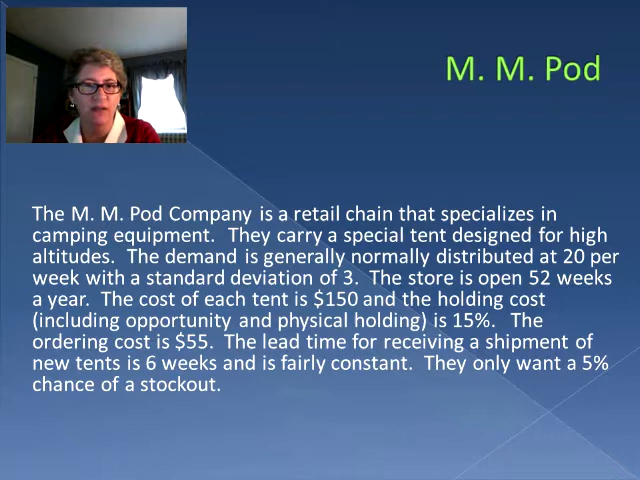 M. M. Pod
The M. M. Pod Company is a retail chain that specializes in
camping equipment.  They carry a special tent designed for high
altitudes.  The demand is generally normally distributed at 20 per
week with a standard deviation of 3.  The store is open 52 weeks
a year.  The cost of each tent is $150 and the holding cost
(including opportunity and physical holding) is 15%.   The
ordering cost is $55.  The lead time for receiving a shipment of
new tents is 6 weeks and is fairly constant.  They only want a 5%
chance of a stockout.